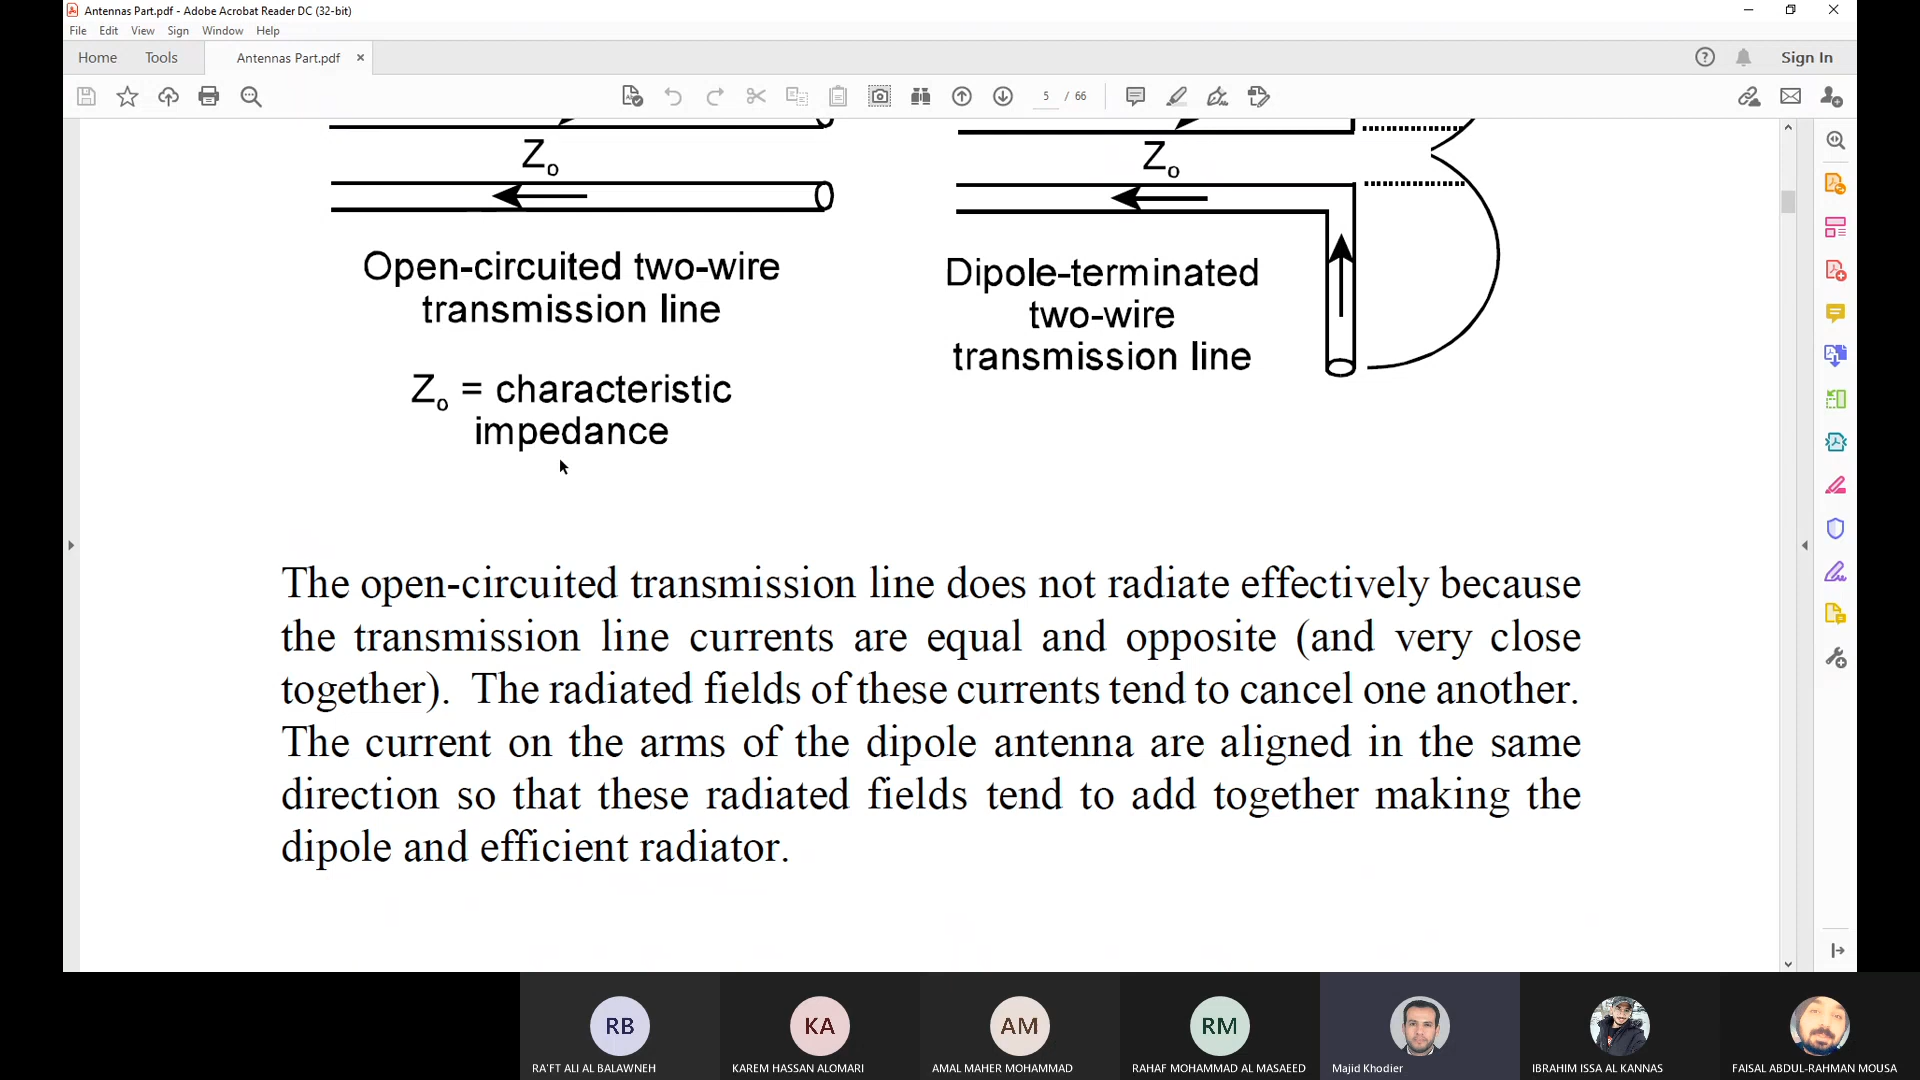 Antennas Part.pdf - Adobe Acrobat Reader DC (32-bit)
File Edit View Sign Window Help
Home Tools Antennas Part.pdf × Sign In
5 / 66
Zo Zo
Open-circuited two-wire
transmission line
Dipole-terminated
two-wire
transmission line
Zo = characteristic
impedance
The open-circuited transmission line does not radiate effectively because
the transmission line currents are equal and opposite (and very close
together). The radiated fields of these currents tend to cancel one another.
The current on the arms of the dipole antenna are aligned in the same
direction so that these radiated fields tend to add together making the
dipole and efficient radiator.
RB KA AM RM
RA'FT ALI AL BALAWNEH KAREM HASSAN ALOMARI AMAL MAHER MOHAMMAD RAHAF MOHAMMAD AL MASAEED Majid Khodier IBRAHIM ISSA AL KANNAS FAISAL ABDUL-RAHMAN MOUSA